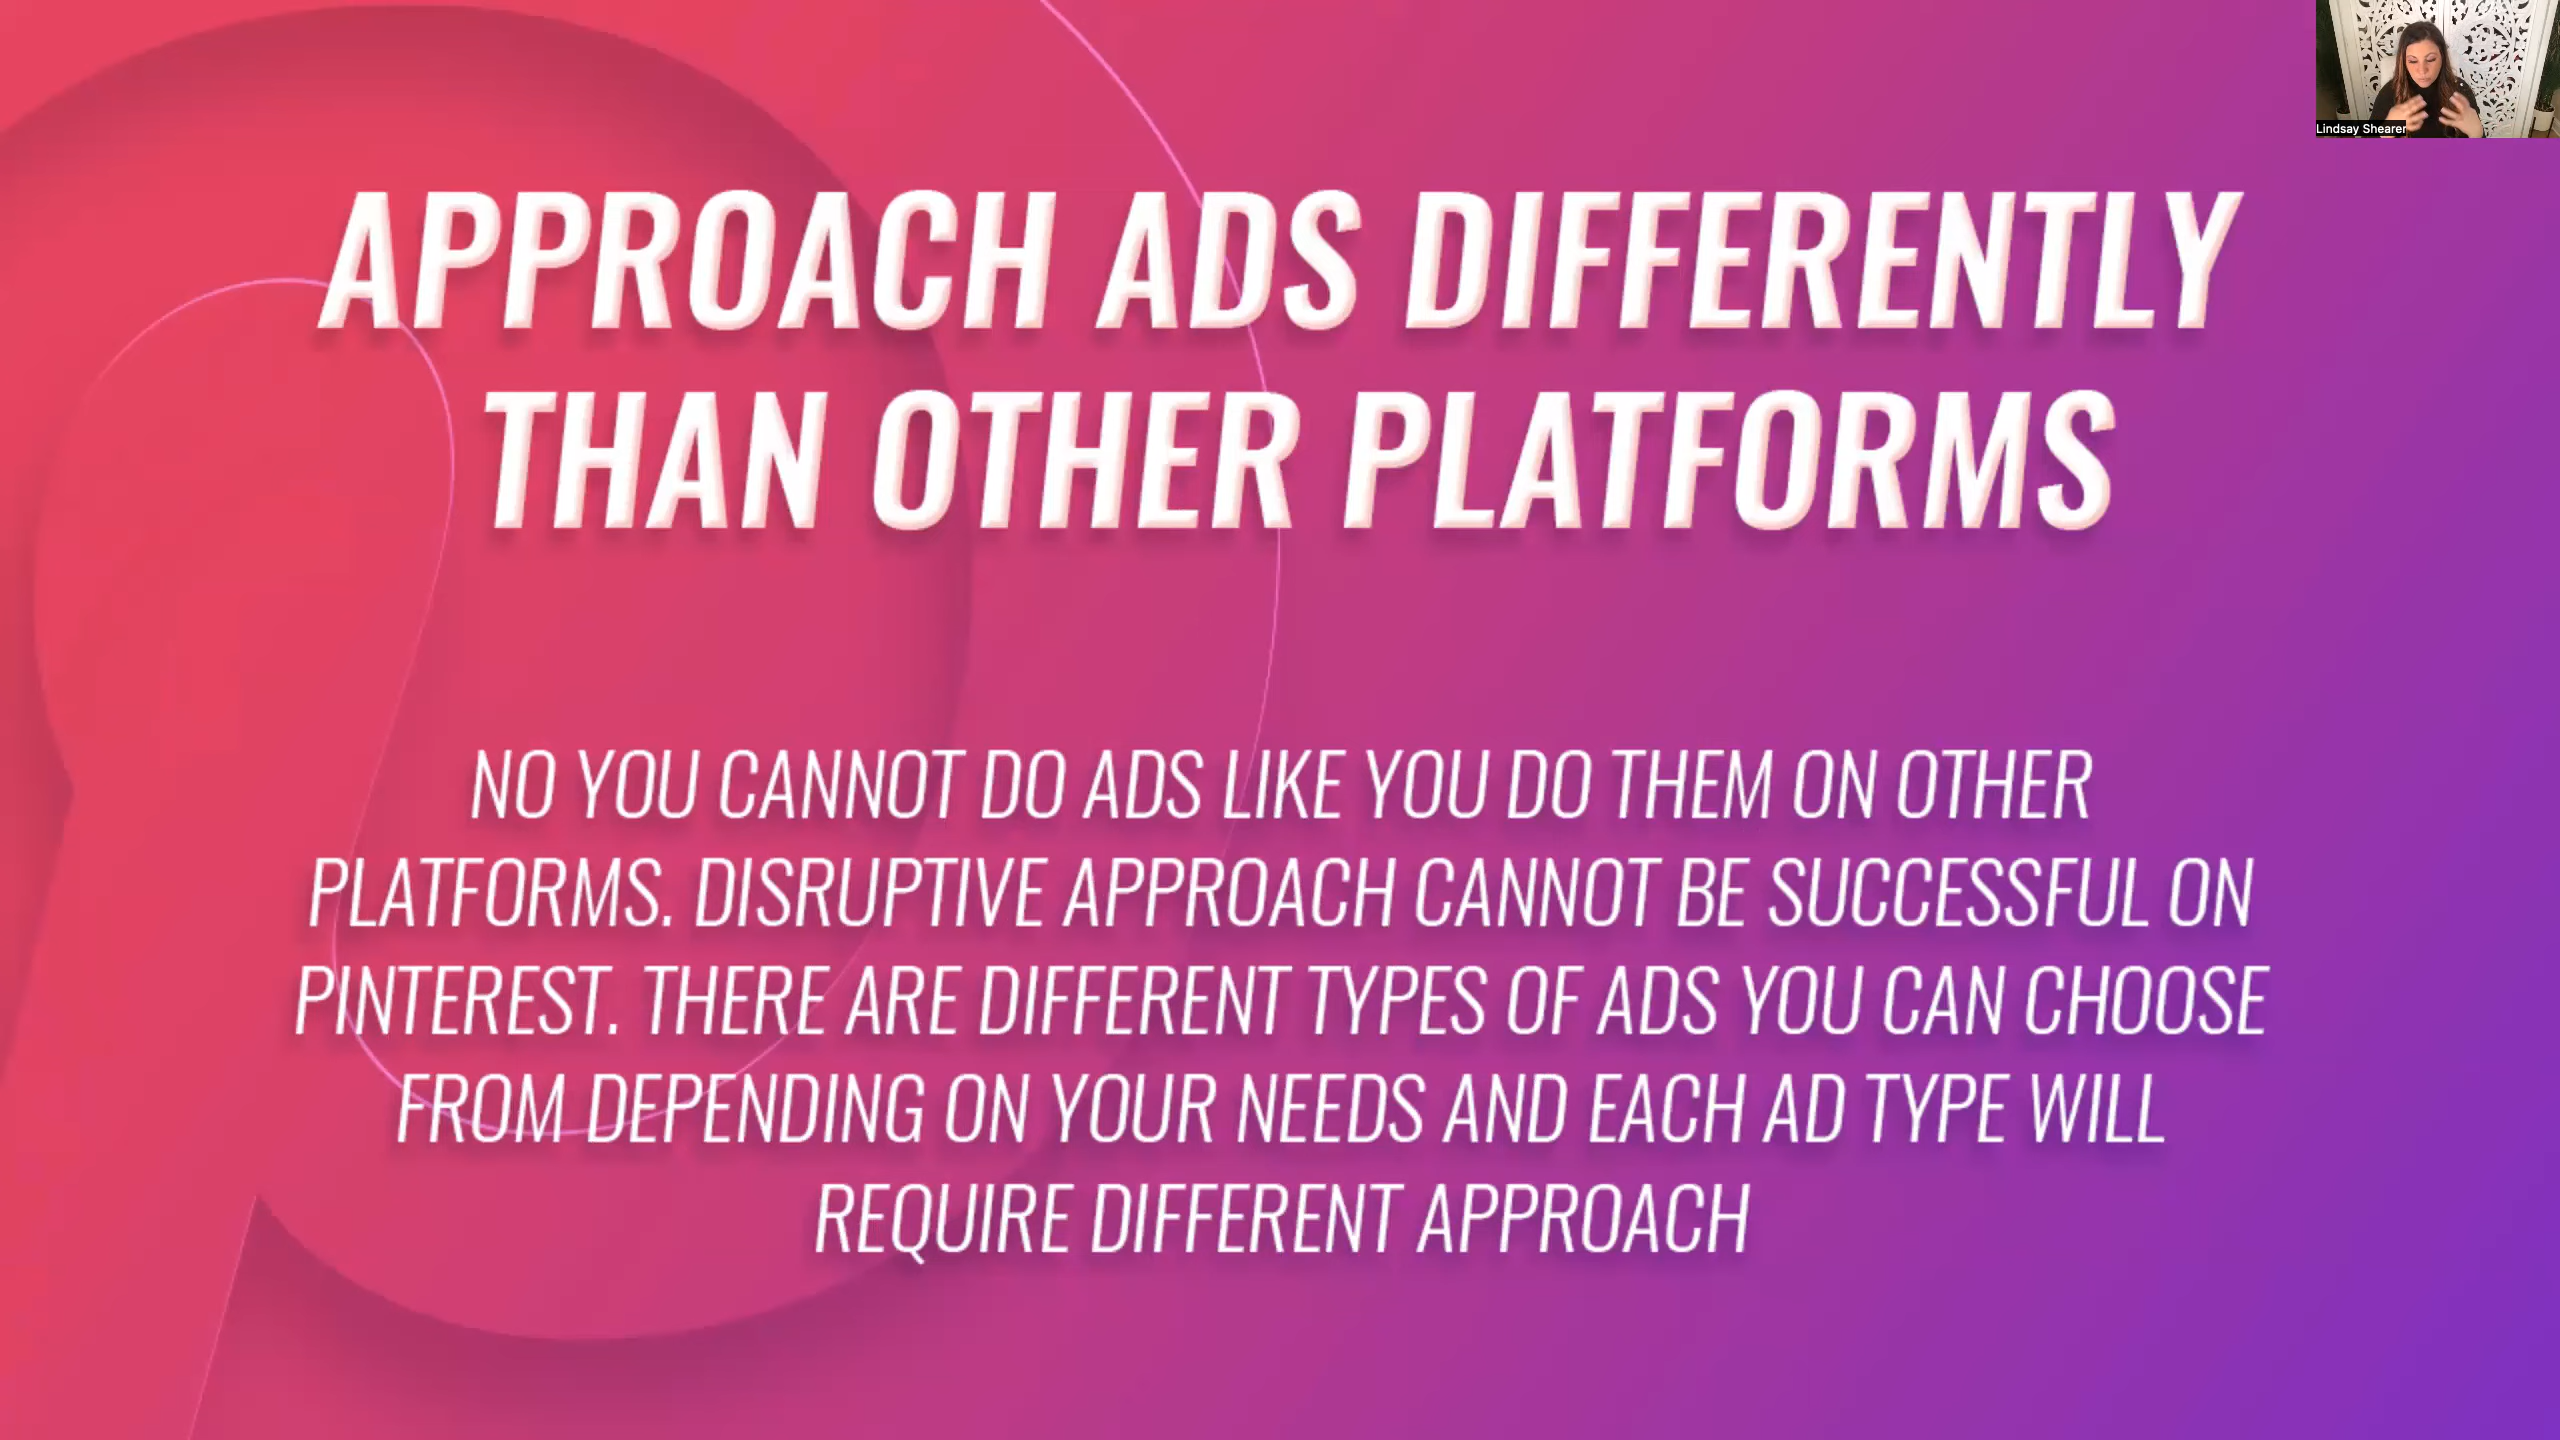 Lindsay Shearer
APPROACH ADS DIFFERENTLY
THAN OTHER PLATFORMS
NO YOU CANNOT DO ADS LIKE YOU DO THEM ON OTHER
PLATFORMS. DISRUPTIVE APPROACH CANNOT BE SUCCESSFUL ON
PINTEREST. THERE ARE DIFFERENT TYPES OF ADS YOU CAN CHOOSE
FROM DEPENDING ON YOUR NEEDS AND EACH AD TYPE WILL
REQUIRE DIFFERENT APPROACH